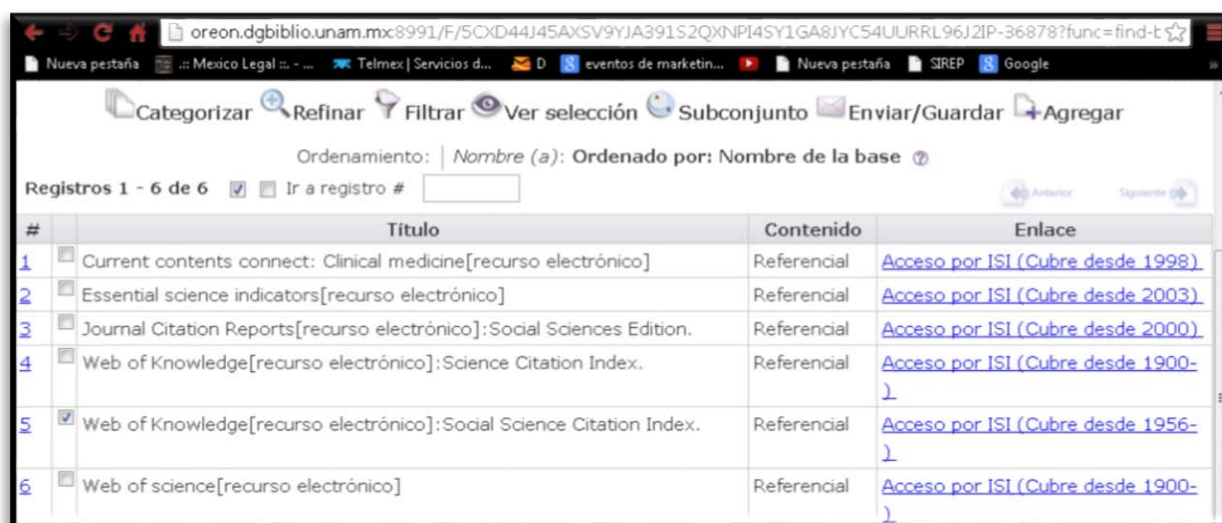 oreon.dgbiblio.unam.mx:8991/F/5CXD44J45AXSV9YJA391S2QXNPI4SY1GA8JYC54UURRL96J2IP-36878?func=find-b
Nueva pestaña .:: Mexico Legal ::. - ... Telmex | Servicios d... D eventos de marketin... Nueva pestaña SIREP Google »
Categorizar Refinar Filtrar Ver selección Subconjunto Enviar/Guardar Agregar
Ordenamiento: | Nombre (a): Ordenado por: Nombre de la base ?
Registros 1 - 6 de 6 Ir a registro # Anterior Siguiente
# Título Contenido Enlace
1 Current contents connect: Clinical medicine[recurso electrónico] Referencial Acceso por ISI (Cubre desde 1998)
2 Essential science indicators[recurso electrónico] Referencial Acceso por ISI (Cubre desde 2003)
3 Journal Citation Reports[recurso electrónico]:Social Sciences Edition. Referencial Acceso por ISI (Cubre desde 2000)
4 Web of Knowledge[recurso electrónico]:Science Citation Index. Referencial Acceso por ISI (Cubre desde 1900-
)
5 Web of Knowledge[recurso electrónico]:Social Science Citation Index. Referencial Acceso por ISI (Cubre desde 1956-
)
6 Web of science[recurso electrónico] Referencial Acceso por ISI (Cubre desde 1900-
)